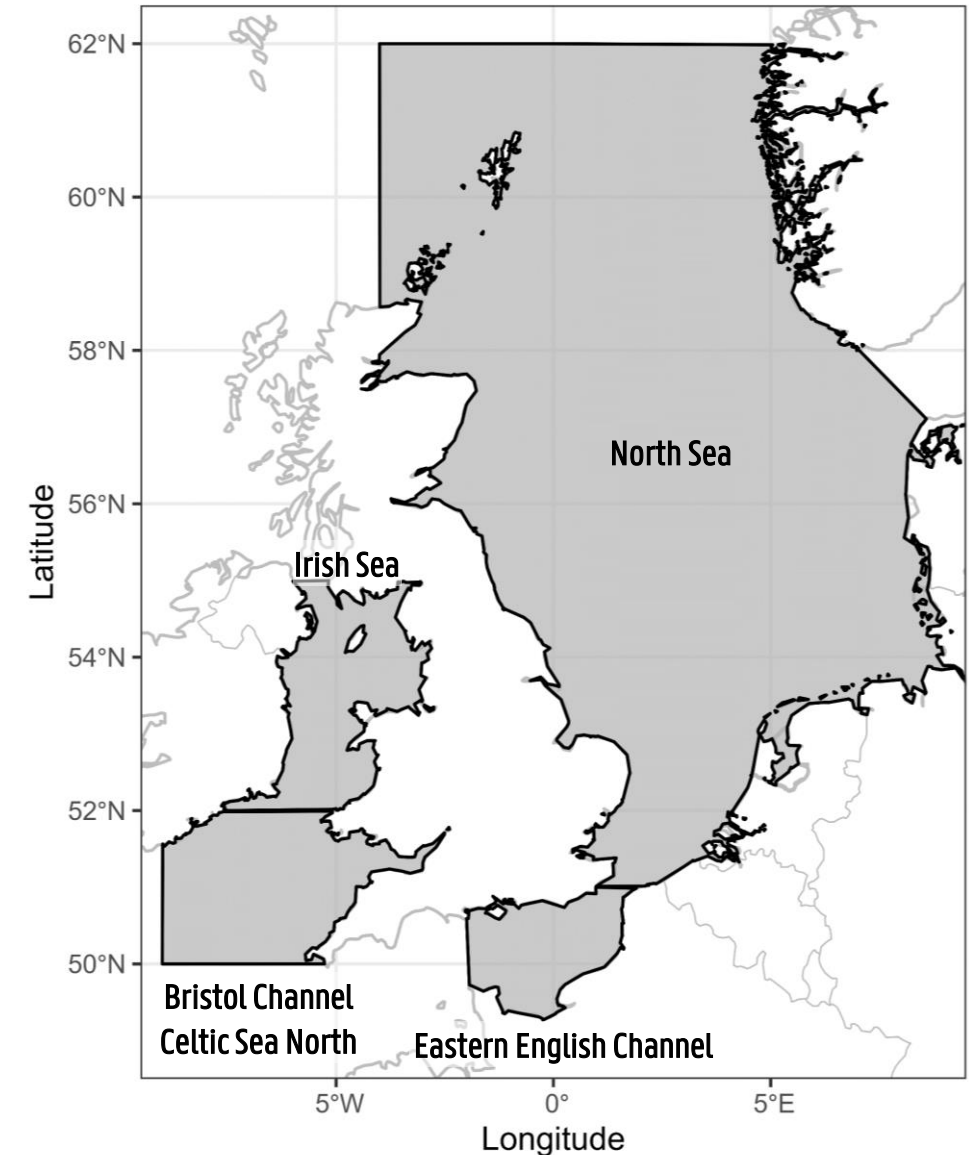 62°N
60°N
58°N
56°N
54°N
52°N
50°N
Latitude
North Sea
Irish Sea
Bristol Channel
Celtic Sea North
Eastern English Channel
5°W
0°
5°E
Longitude